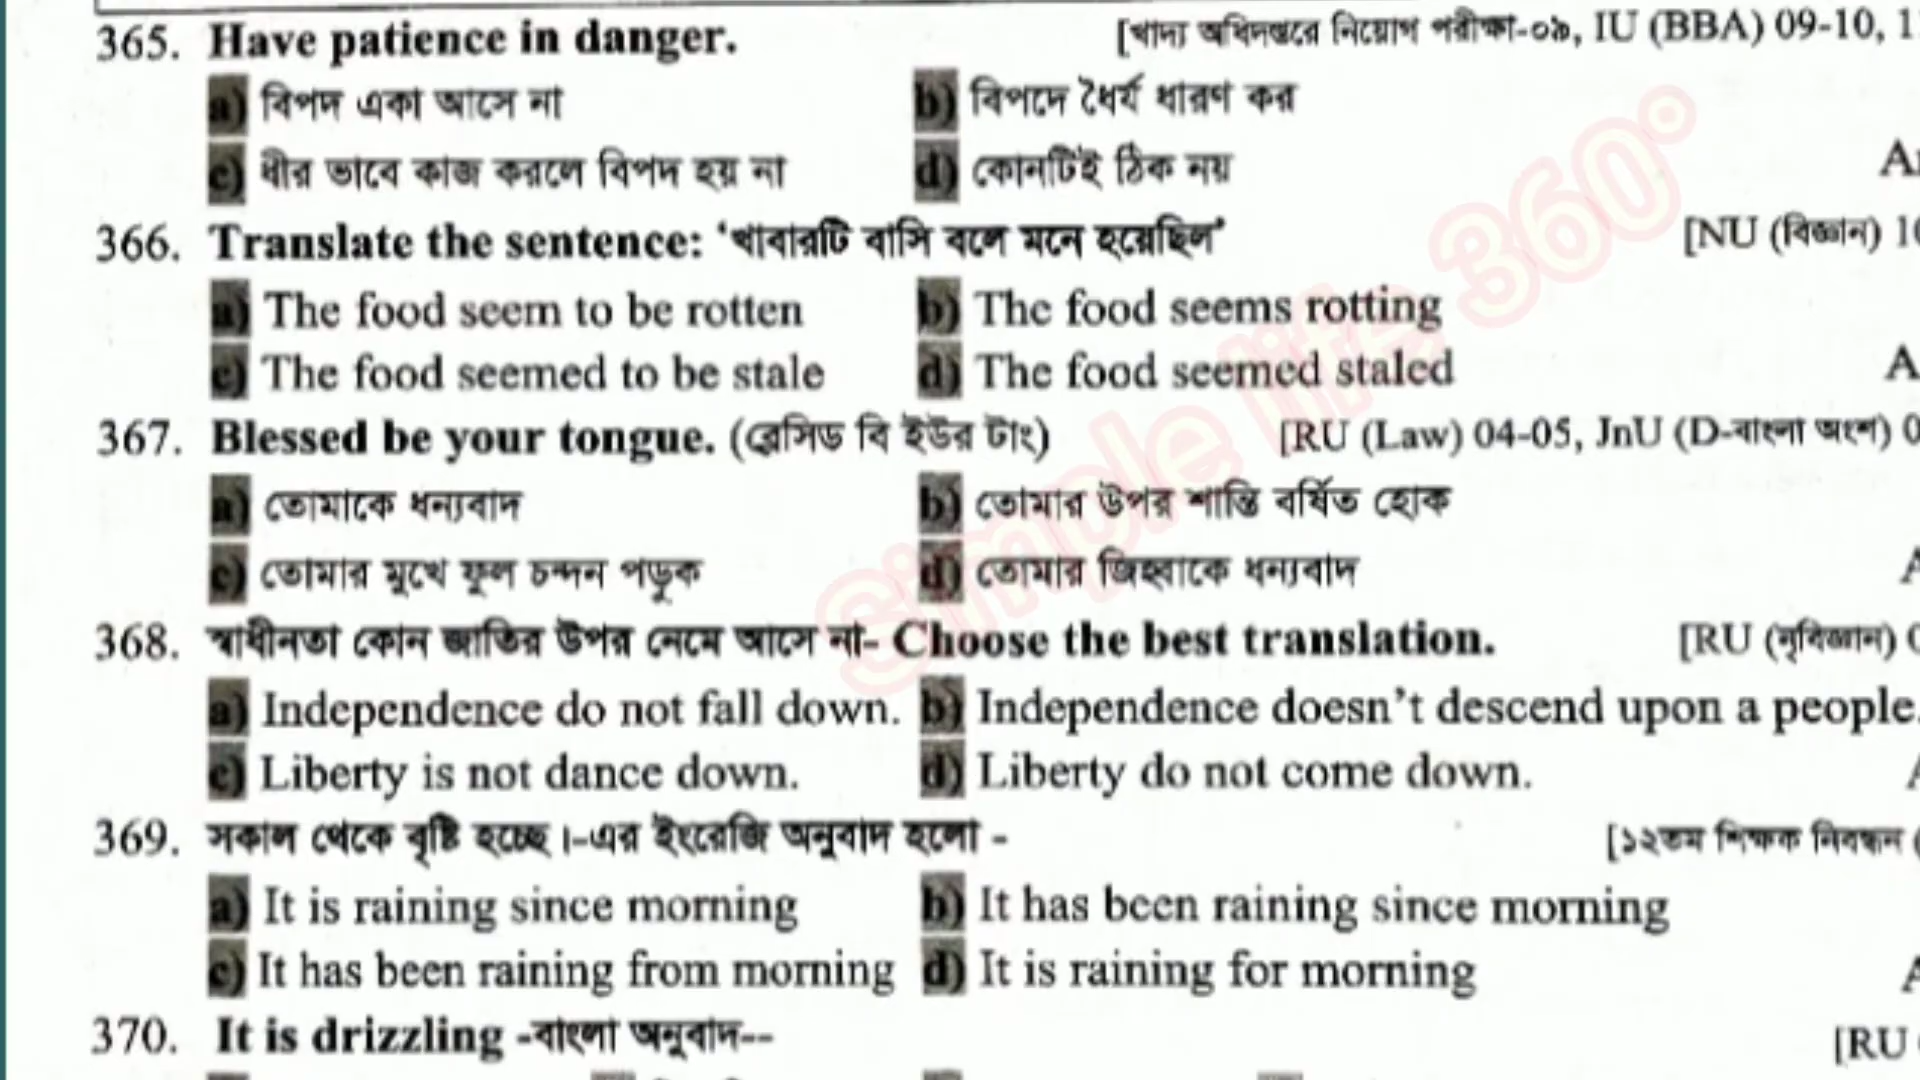 365. Have patience in danger. [খাদ্য অধিদপ্তরে নিয়োগ পরীক্ষা-০৯, IU (BBA) 09-10, 1
a) বিপদ একা আসে না b) বিপদে ধৈর্য ধারণ কর
c) ধীর ভাবে কাজ করলে বিপদ হয় না d) কোনটিই ঠিক নয়
366. Translate the sentence: ‘খাবারটি বাসি বলে মনে হয়েছিল’ [NU (বিজ্ঞান) 10
a) The food seem to be rotten b) The food seems rotting
c) The food seemed to be stale d) The food seemed staled
367. Blessed be your tongue. (ব্লেসিড বি ইউর টাং) [RU (Law) 04-05, JnU (D-বাংলা অংশ) 0
a) তোমাকে ধন্যবাদ b) তোমার উপর শান্তি বর্ষিত হোক
c) তোমার মুখে ফুল চন্দন পড়ুক d) তোমার জিহ্বাকে ধন্যবাদ
368. স্বাধীনতা কোন জাতির উপর নেমে আসে না- Choose the best translation. [RU (নৃবিজ্ঞান) 0
a) Independence do not fall down. b) Independence doesn’t descend upon a people.
c) Liberty is not dance down. d) Liberty do not come down.
369. সকাল থেকে বৃষ্টি হচ্ছে।-এর ইংরেজি অনুবাদ হলো - [১২তম শিক্ষক নিবন্ধন (
a) It is raining since morning b) It has been raining since morning
c) It has been raining from morning d) It is raining for morning
370. It is drizzling -বাংলা অনুবাদ-- [RU
Simple life 360°